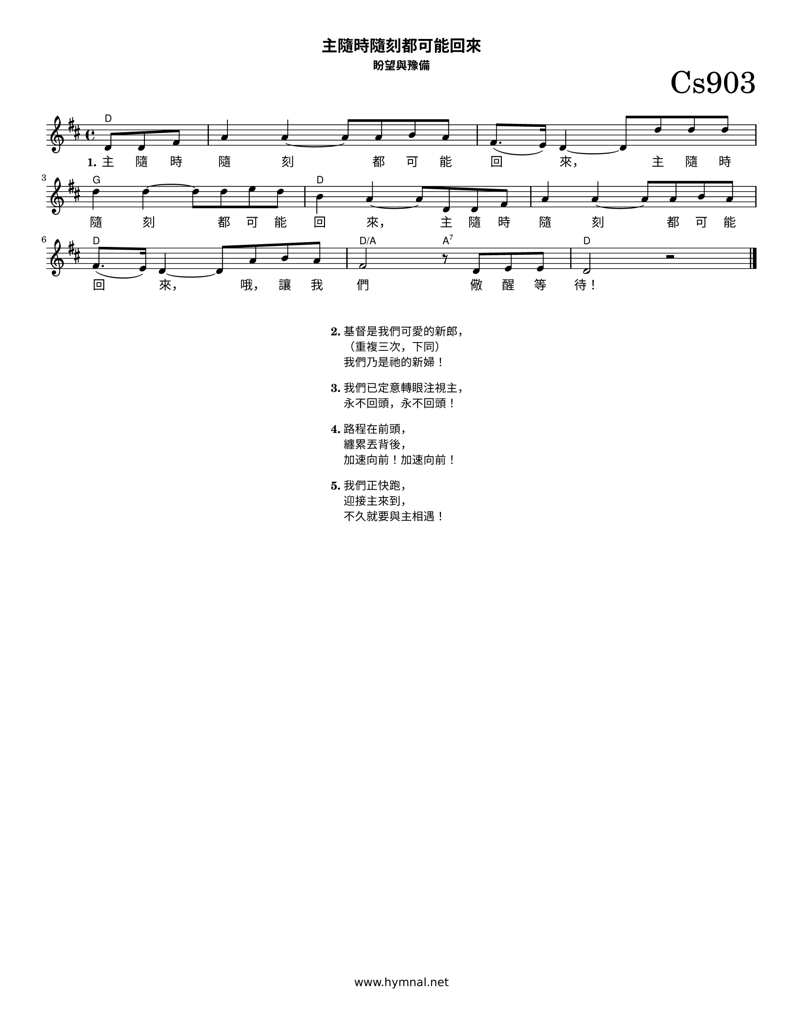 主隨時隨刻都可能回來
盼望與豫備
Cs903
D
1. 主 隨 時 隨 刻 都 可 能 回 來， 主 隨 時
3 G D
隨 刻 都 可 能 回 來， 主 隨 時 隨 刻 都 可 能
6 D D/A A7 D
回 來， 哦， 讓 我 們 儆 醒 等 待！
2. 基督是我們可愛的新郎，
（重複三次，下同）
我們乃是祂的新婦！
3. 我們已定意轉眼注視主，
永不回頭，永不回頭！
4. 路程在前頭，
纏累丟背後，
加速向前！加速向前！
5. 我們正快跑，
迎接主來到，
不久就要與主相遇！
www.hymnal.net